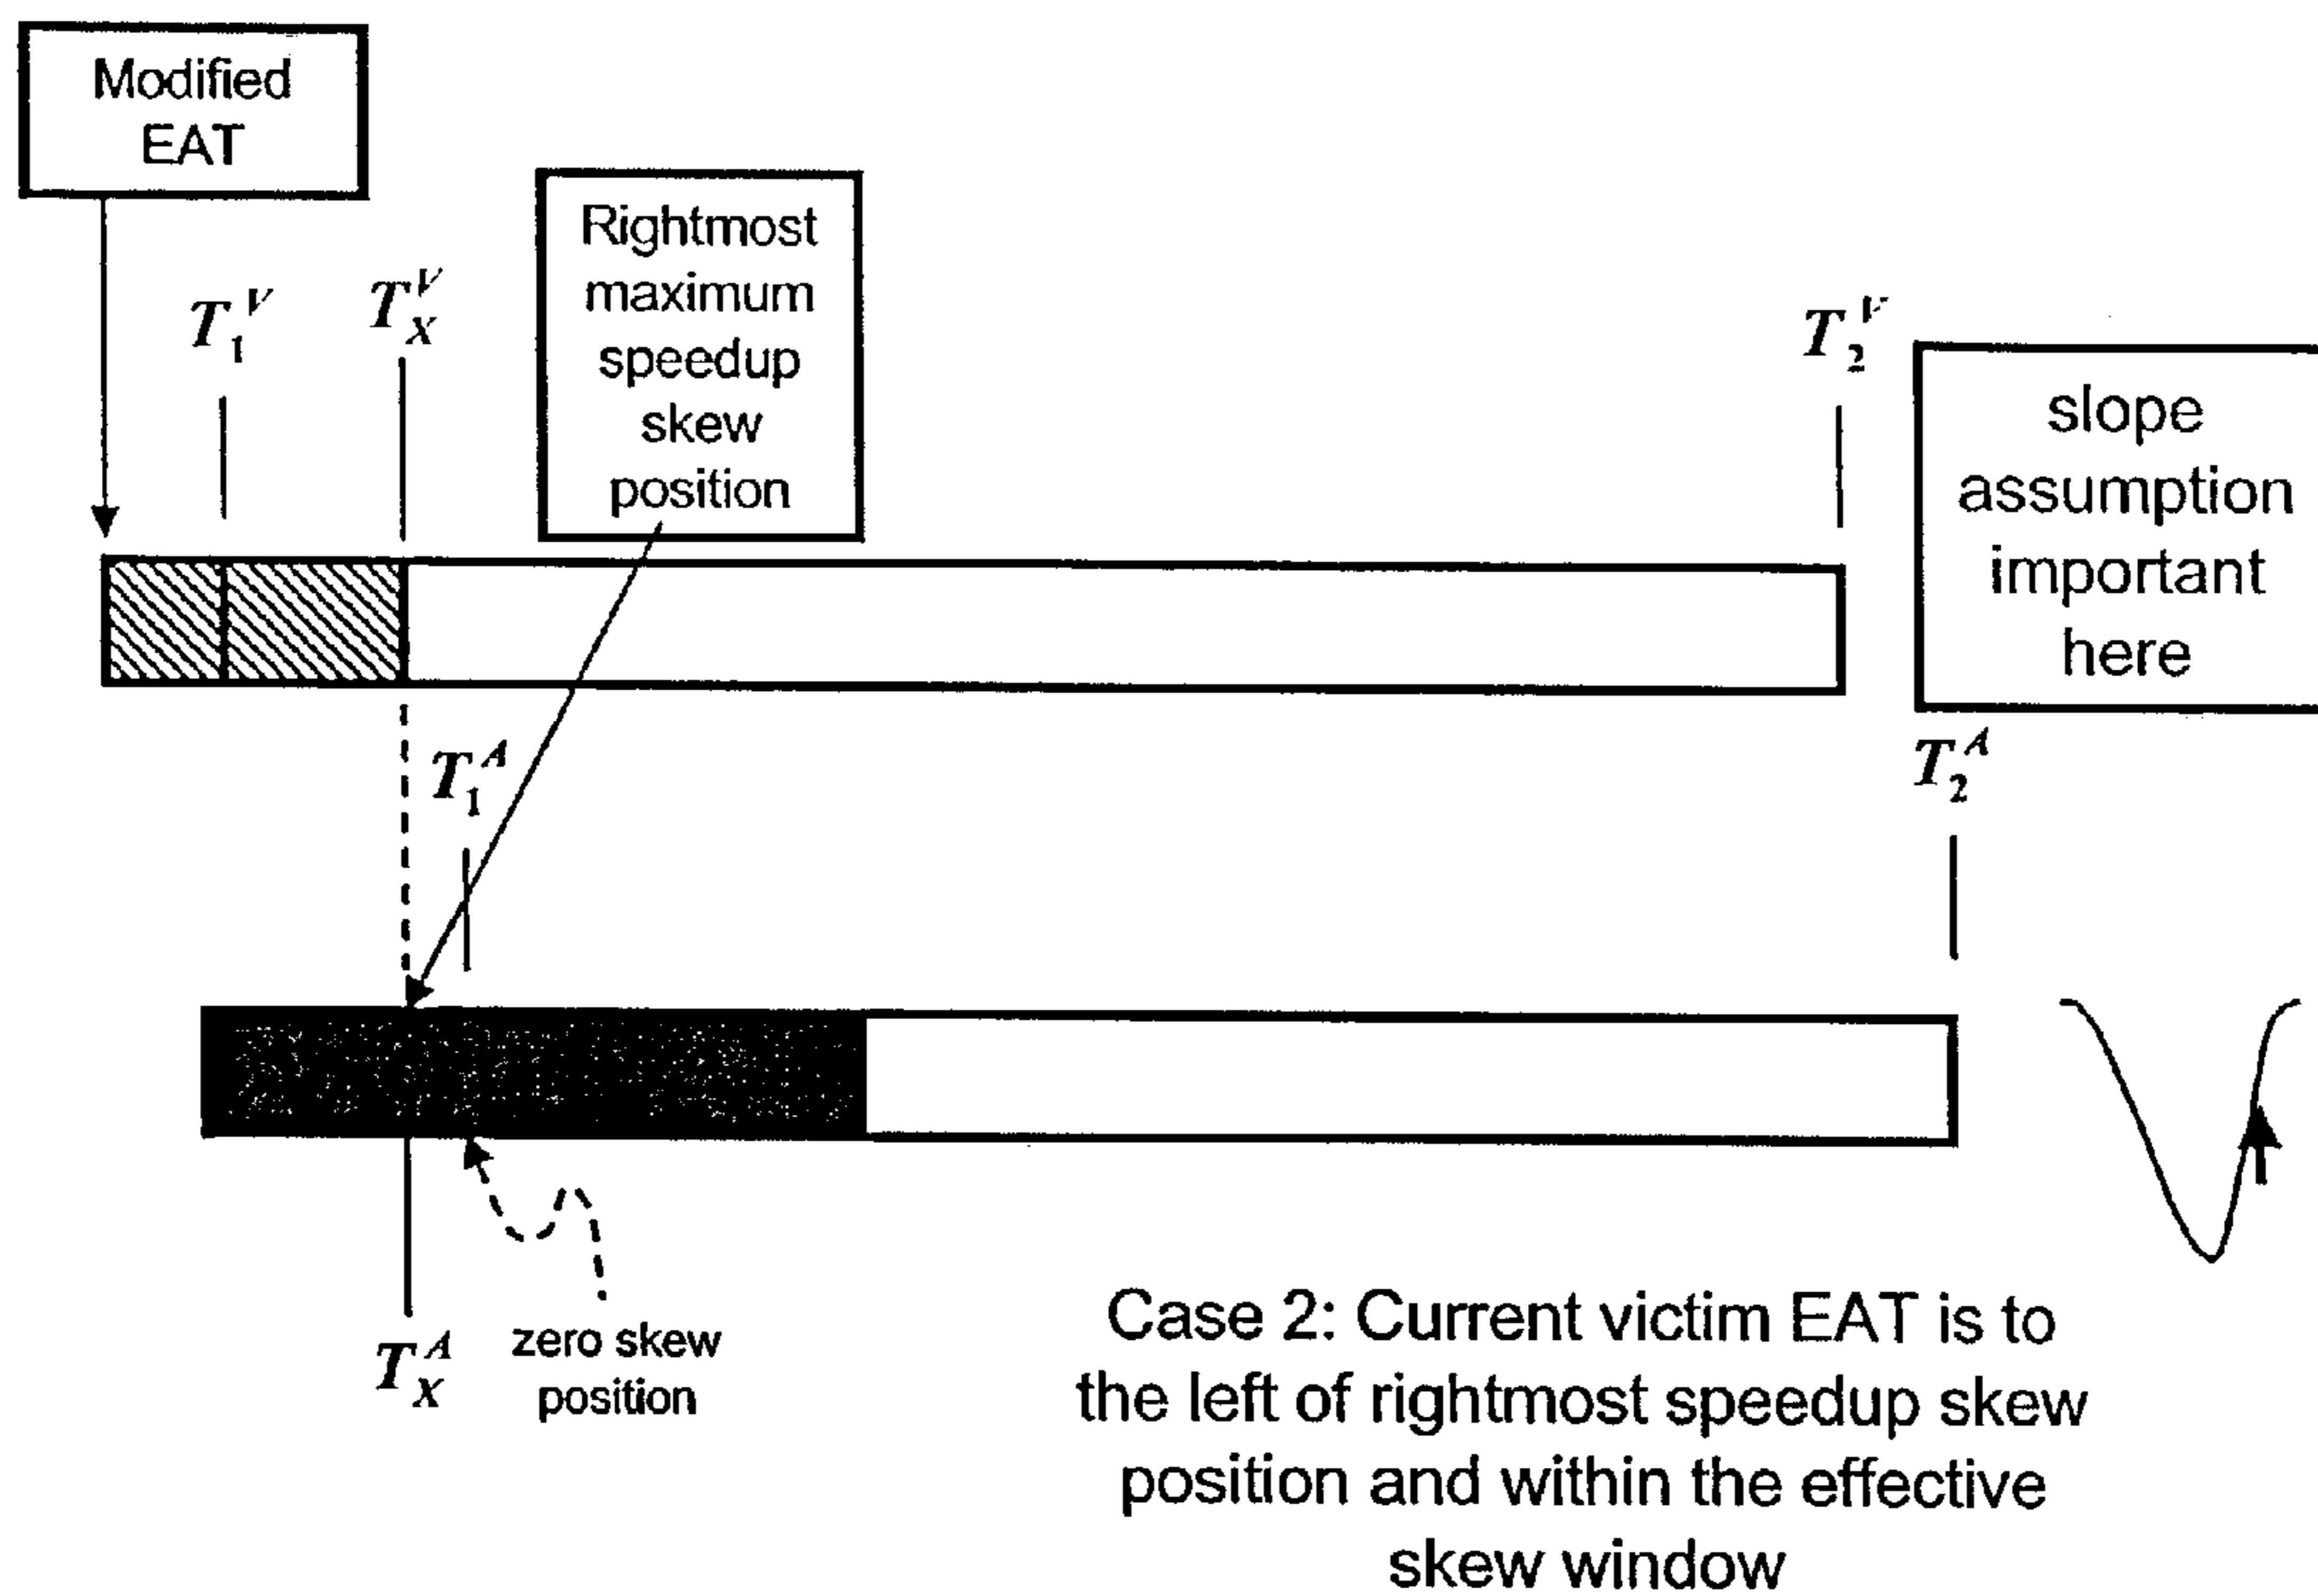 Modified
EAT
Rightmost
maximum
speedup
skew
position
T₁ⱽ
Tₓⱽ
T₂ⱽ
slope
assumption
important
here
T₁ᴬ
T₂ᴬ
Tₓᴬ
zero skew
position
Case 2: Current victim EAT is to
the left of rightmost speedup skew
position and within the effective
skew window